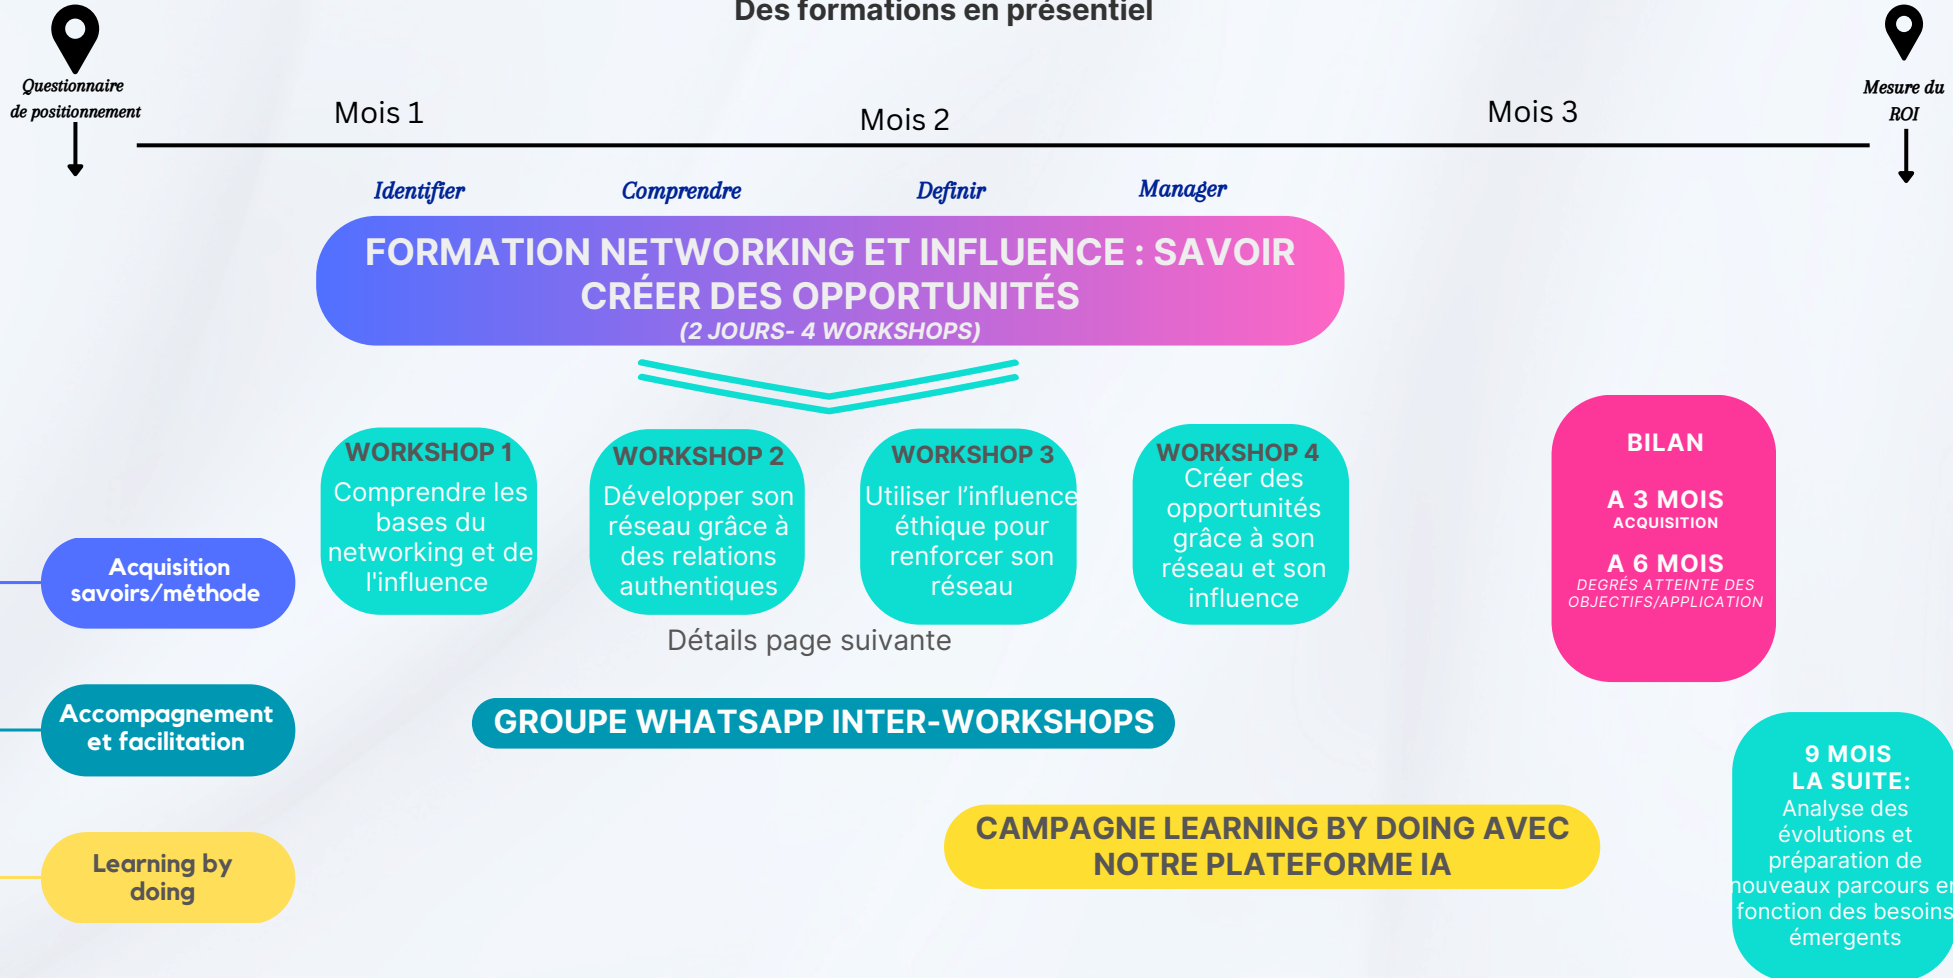 Des formations en présentiel
Questionnaire
de positionnement
Mesure du
ROI
Mois 1
Mois 2
Mois 3
Identifier
Comprendre
Definir
Manager
FORMATION NETWORKING ET INFLUENCE : SAVOIR
CRÉER DES OPPORTUNITÉS
(2 JOURS- 4 WORKSHOPS)
WORKSHOP 1
Comprendre les
bases du
networking et de
l'influence
WORKSHOP 2
Développer son
réseau grâce à
des relations
authentiques
WORKSHOP 3
Utiliser l’influence
éthique pour
renforcer son
réseau
WORKSHOP 4
Créer des
opportunités
grâce à son
réseau et son
influence
Détails page suivante
BILAN
A 3 MOIS
ACQUISITION
A 6 MOIS
DEGRÉS ATTEINTE DES
OBJECTIFS/APPLICATION
Acquisition
savoirs/méthode
Accompagnement
et facilitation
GROUPE WHATSAPP INTER-WORKSHOPS
Learning by
doing
CAMPAGNE LEARNING BY DOING AVEC
NOTRE PLATEFORME IA
9 MOIS
LA SUITE:
Analyse des
évolutions et
préparation de
nouveaux parcours en
fonction des besoins
émergents